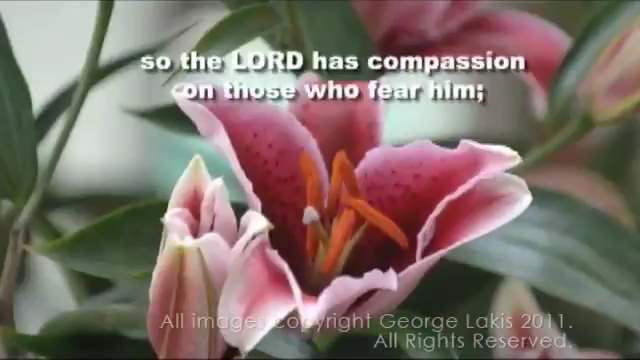 so the LORD has compassion
on those who fear him;
All images copyright George Lakis 2011.
All Rights Reserved.